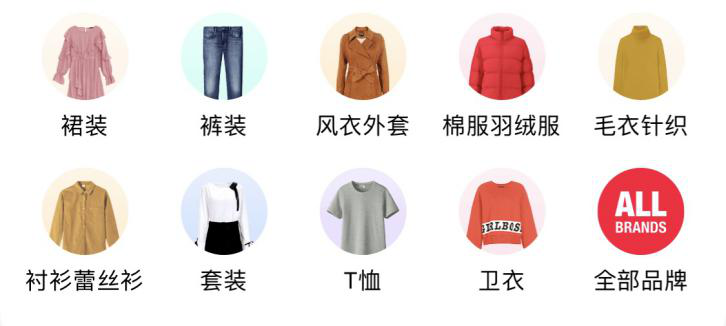 裙装
裤装
风衣外套
棉服羽绒服
毛衣针织
GIRLBOSS
ALL
BRANDS
衬衫蕾丝衫
套装
T恤
卫衣
全部品牌